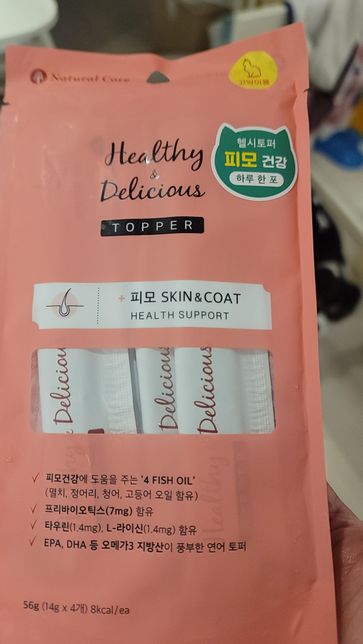 Natural Core
고양이용
헬시토퍼
피모 건강
하루 한 포
Healthy
&
Delicious
TOPPER
+ 피모 SKIN&COAT
HEALTH SUPPORT
Delicious
Delicious
Delicious
✓ 피모건강에 도움을 주는 '4 FISH OIL'
(멸치, 정어리, 청어, 고등어 오일 함유)
✓ 프리바이오틱스(7mg) 함유
✓ 타우린(1.4mg), L-라이신(1.4mg) 함유
✓ EPA, DHA 등 오메가3 지방산이 풍부한 연어 토퍼
56g (14g x 4개) 8kcal/ea